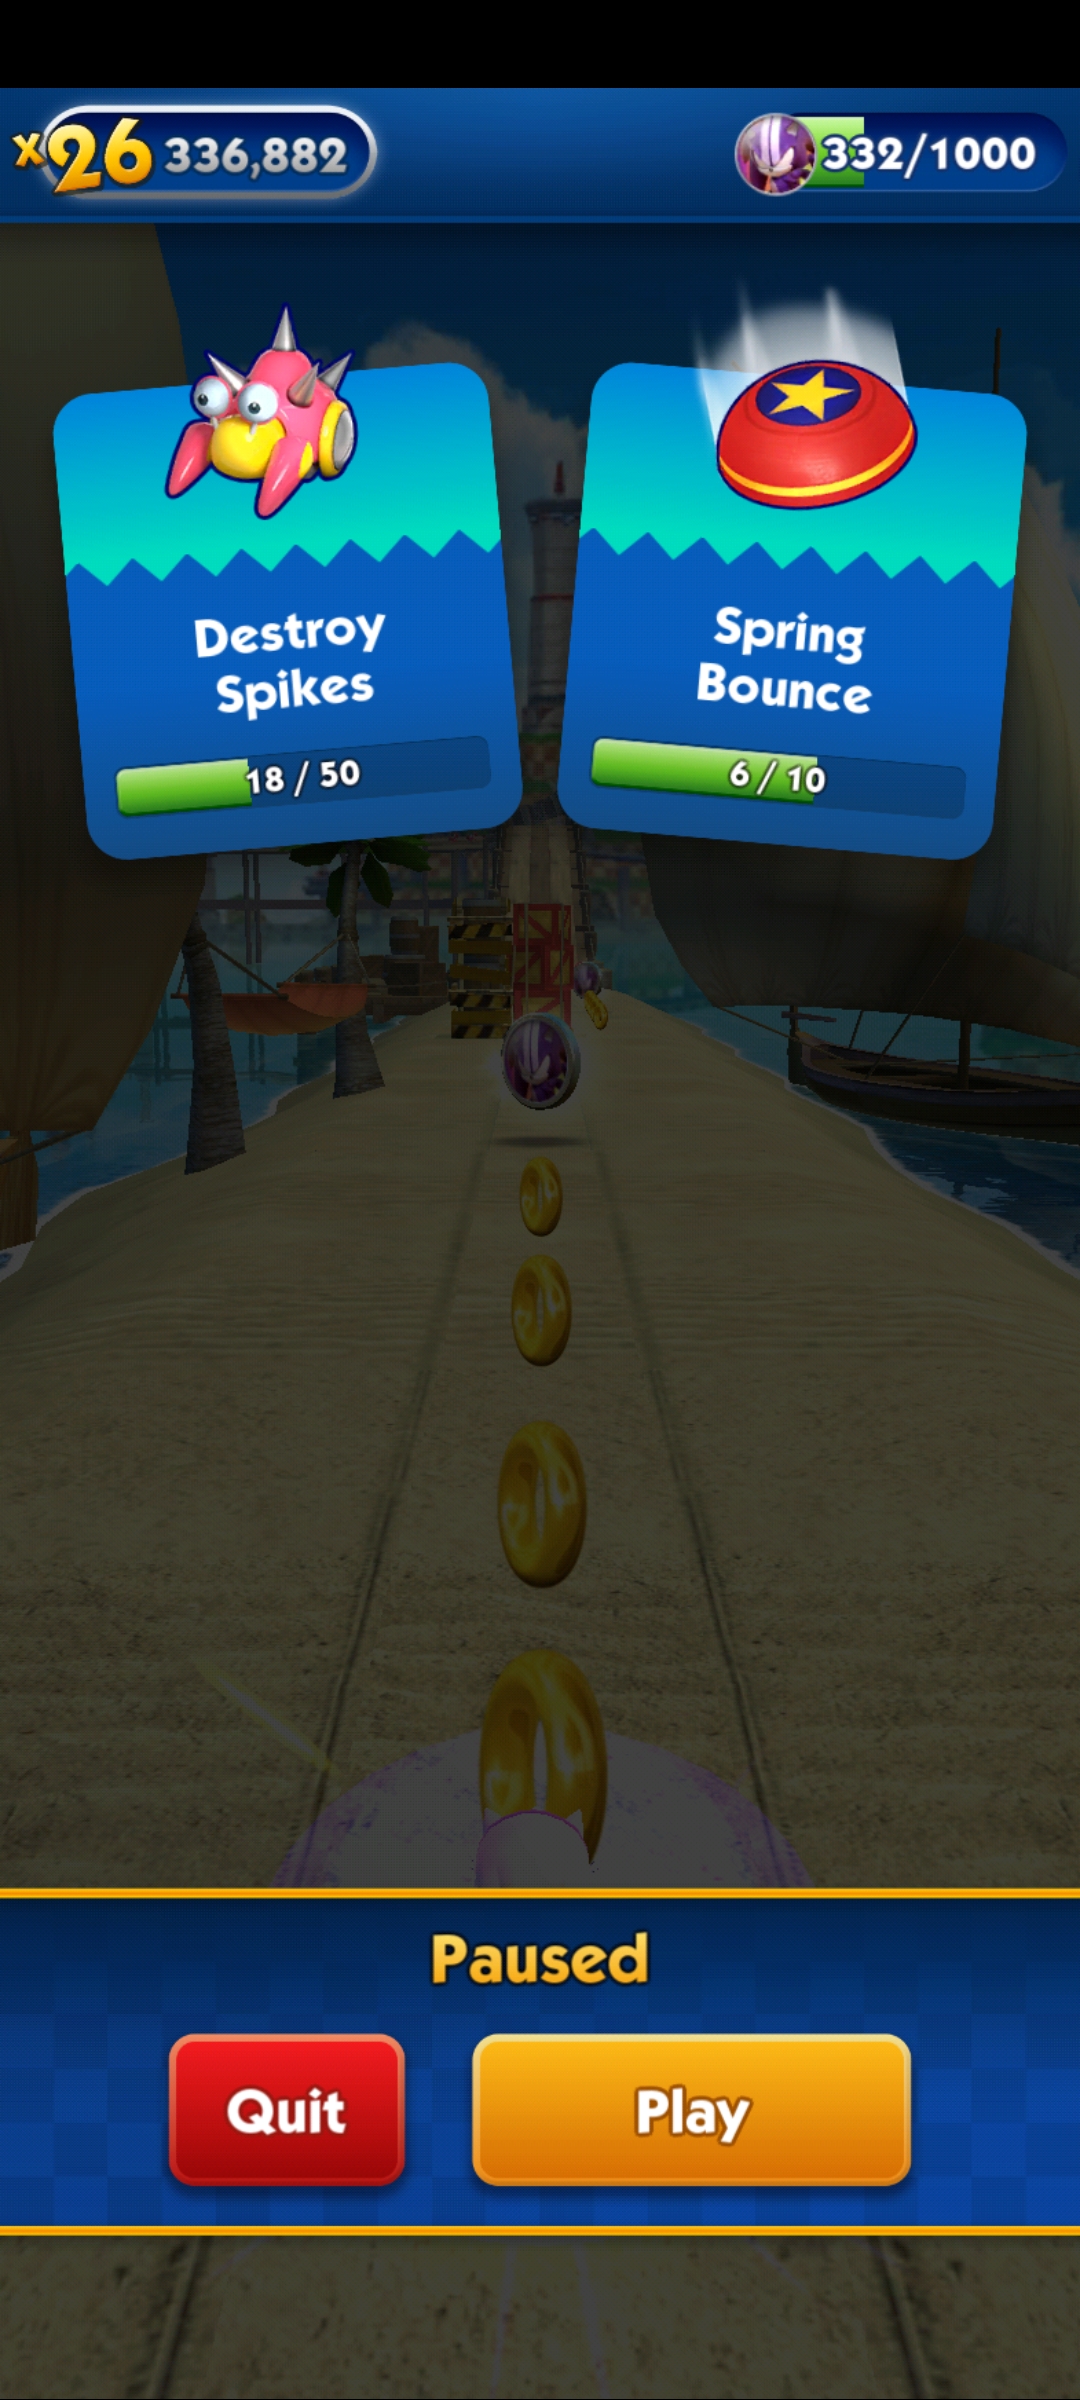 x26 336,882
332/1000
Destroy
Spikes
18 / 50
Spring
Bounce
6 / 10
Paused
Quit
Play